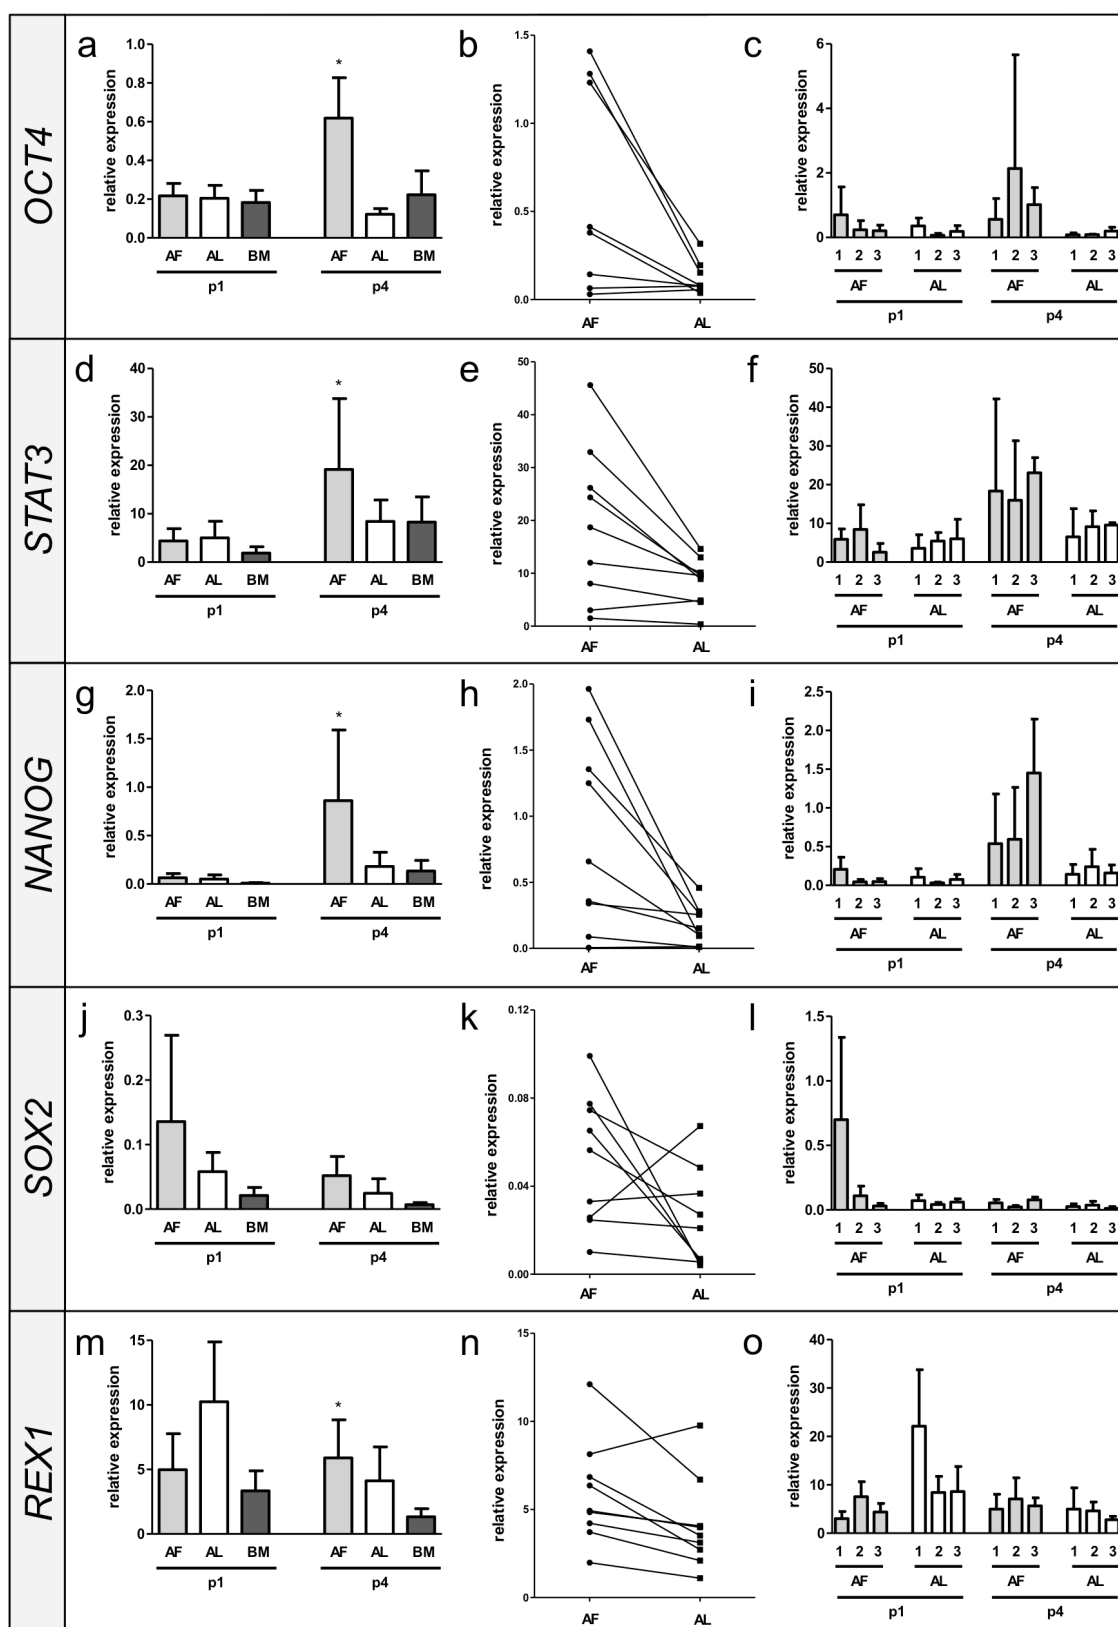 OCT4
a
relative expression
1.0
0.8
0.6
0.4
0.2
0.0
*
AF AL BM AF AL BM
p1 p4
b
relative expression
1.5
1.0
0.5
0.0
AF AL
c
relative expression
6
4
2
0
1 2 3 1 2 3 1 2 3 1 2 3
AF AL AF AL
p1 p4
STAT3
d
relative expression
40
30
20
10
0
*
AF AL BM AF AL BM
p1 p4
e
relative expression
50
40
30
20
10
0
AF AL
f
relative expression
50
40
30
20
10
0
1 2 3 1 2 3 1 2 3 1 2 3
AF AL AF AL
p1 p4
NANOG
g
relative expression
2.0
1.5
1.0
0.5
0.0
*
AF AL BM AF AL BM
p1 p4
h
relative expression
2.0
1.5
1.0
0.5
0.0
AF AL
i
relative expression
2.5
2.0
1.5
1.0
0.5
0.0
1 2 3 1 2 3 1 2 3 1 2 3
AF AL AF AL
p1 p4
SOX2
j
relative expression
0.3
0.2
0.1
0.0
AF AL BM AF AL BM
p1 p4
k
relative expression
0.12
0.08
0.04
0.00
AF AL
l
relative expression
1.5
1.0
0.5
0.0
1 2 3 1 2 3 1 2 3 1 2 3
AF AL AF AL
p1 p4
REX1
m
relative expression
15
10
5
0
*
AF AL BM AF AL BM
p1 p4
n
relative expression
15
10
5
0
AF AL
o
relative expression
40
30
20
10
0
1 2 3 1 2 3 1 2 3 1 2 3
AF AL AF AL
p1 p4